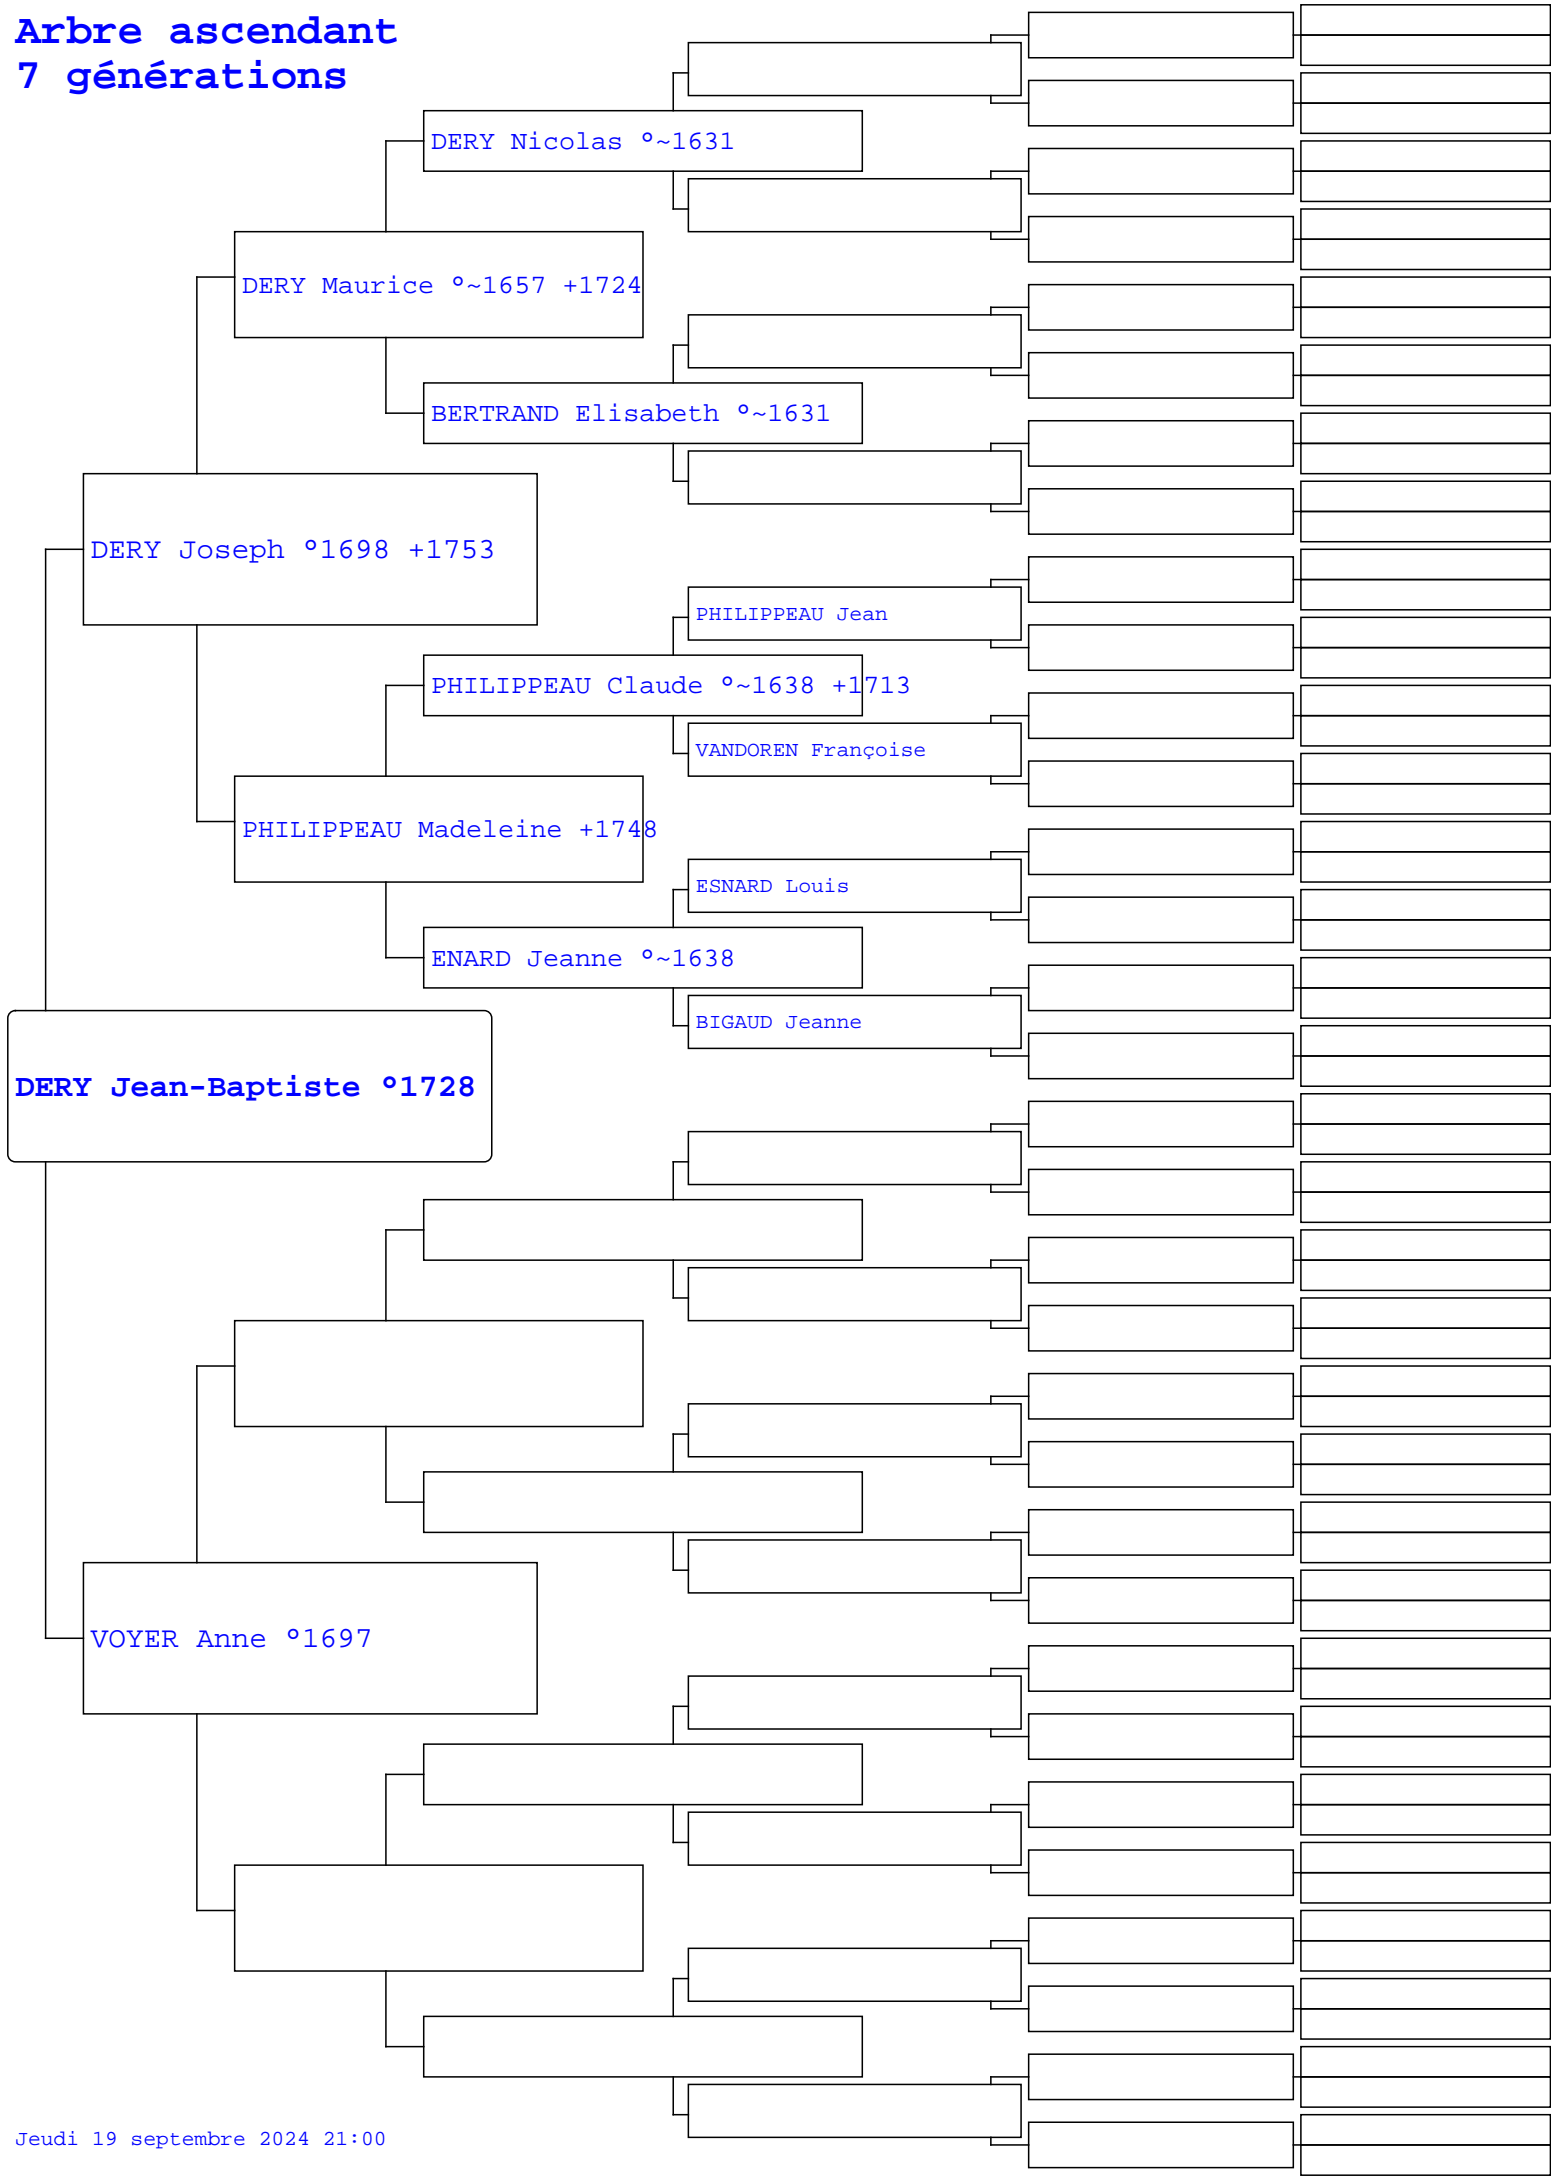 Arbre ascendant
7 générations
DERY Nicolas °~1631
DERY Maurice °~1657 +1724
BERTRAND Elisabeth °~1631
DERY Joseph °1698 +1753
PHILIPPEAU Jean
PHILIPPEAU Claude °~1638 +1713
VANDOREN Françoise
PHILIPPEAU Madeleine +1748
ESNARD Louis
ENARD Jeanne °~1638
BIGAUD Jeanne
DERY Jean-Baptiste °1728
VOYER Anne °1697
Jeudi 19 septembre 2024 21:00